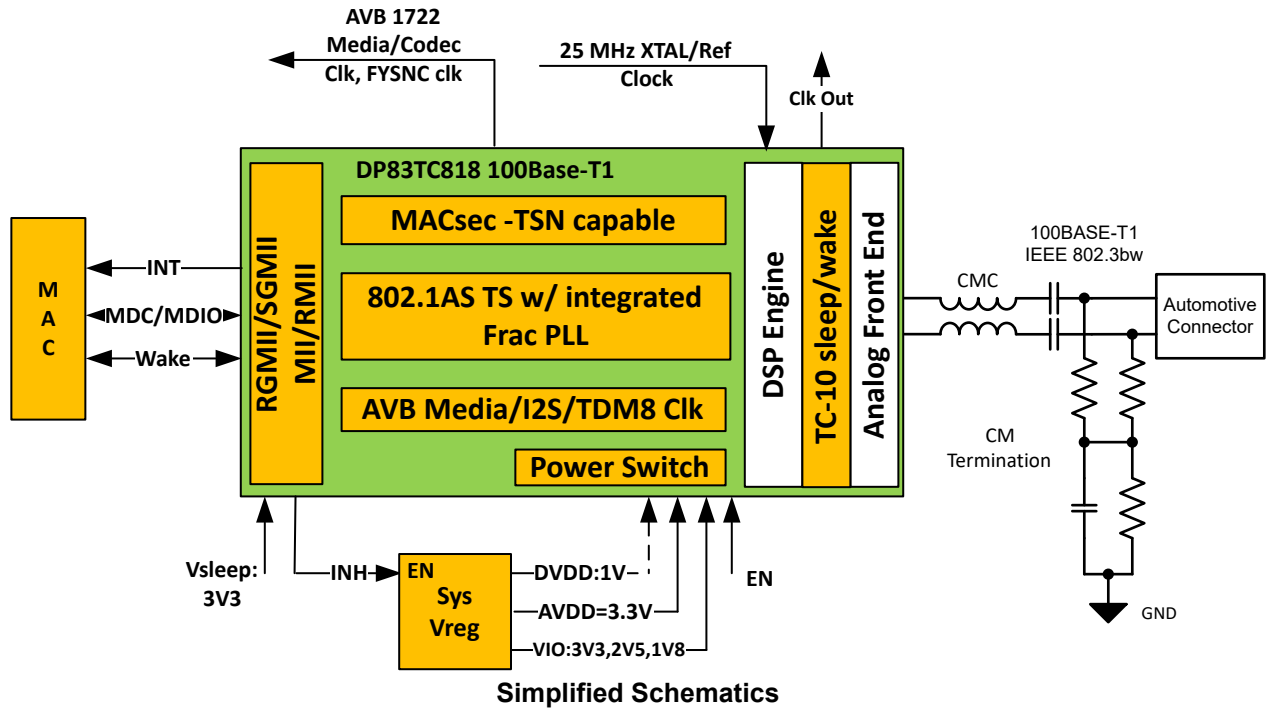 AVB 1722
Media/Codec
Clk, FYSNC clk
25 MHz XTAL/Ref
Clock
Clk Out
DP83TC818 100Base-T1
RGMII/SGMII
MII/RMII
MACsec -TSN capable
802.1AS TS w/ integrated
Frac PLL
AVB Media/I2S/TDM8 Clk
Power Switch
DSP Engine
TC-10 sleep/wake
Analog Front End
M
A
C
INT
MDC/MDIO
Wake
100BASE-T1
IEEE 802.3bw
CMC
Automotive
Connector
CM
Termination
GND
Vsleep:
3V3
INH
EN
Sys
Vreg
DVDD:1V
AVDD=3.3V
VIO:3V3,2V5,1V8
EN
Simplified Schematics